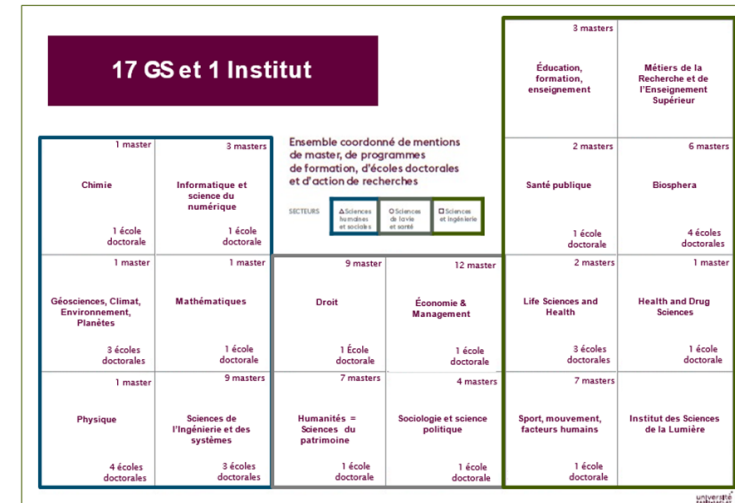 17 GS et 1 Institut
Ensemble coordonné de mentions
de master, de programmes
de formation, d'écoles doctorales
et d'action de recherches
SECTEURS
Sciences
humaines
et sociales
Sciences
de la vie
et santé
Sciences
et ingénierie
3 masters
Éducation,
formation,
enseignement
Métiers de la
Recherche et de
l'Enseignement
Supérieur
1 master
Chimie
1 école
doctorale
3 masters
Informatique et
science du
numérique
1 école
doctorale
2 masters
Santé publique
1 école
doctorale
6 masters
Biosphera
4 écoles
doctorales
1 master
Géosciences, Climat,
Environnement,
Planètes
3 écoles
doctorales
1 master
Mathématiques
1 école
doctorale
9 master
Droit
1 École
doctorale
12 master
Économie &
Management
1 école
doctorale
2 masters
Life Sciences and
Health
3 écoles
doctorales
1 master
Health and Drug
Sciences
1 école
doctorale
1 master
Physique
4 écoles
doctorales
9 masters
Sciences de
l'Ingénierie et des
systèmes
3 écoles
doctorales
7 masters
Humanités =
Sciences du
patrimoine
1 école
doctorale
4 masters
Sociologie et science
politique
1 école
doctorale
7 masters
Sport, mouvement,
facteurs humains
1 école
doctorale
Institut des Sciences
de la Lumière
université